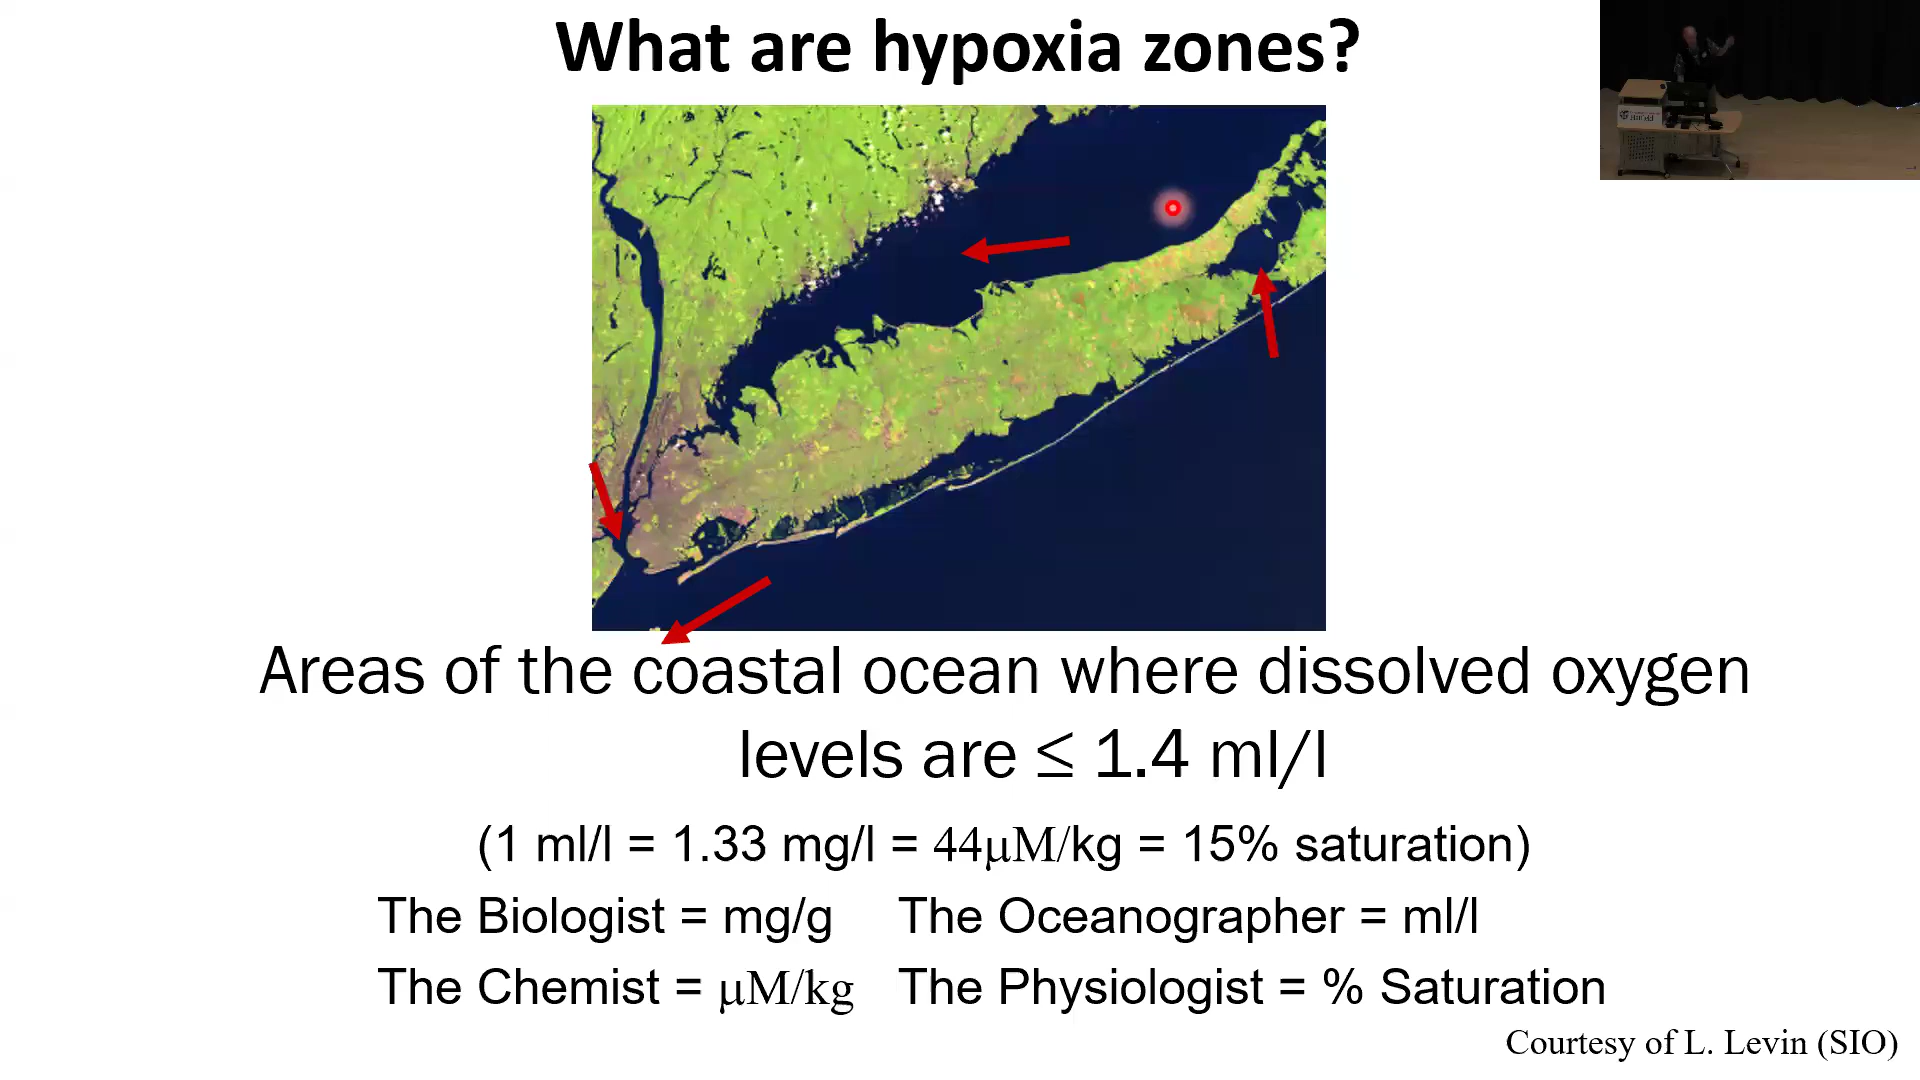 What are hypoxia zones?
Areas of the coastal ocean where dissolved oxygen
levels are ≤ 1.4 ml/l
(1 ml/l = 1.33 mg/l = 44μM/kg = 15% saturation)
The Biologist = mg/g The Oceanographer = ml/l
The Chemist = μM/kg The Physiologist = % Saturation
Courtesy of L. Levin (SIO)